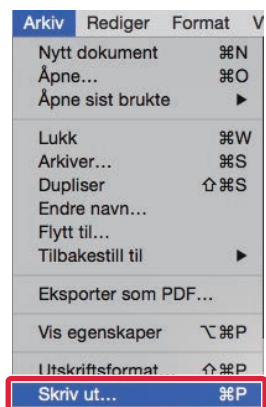 Arkiv Rediger Format V
Nytt dokument ⌘N
Åpne... ⌘O
Åpne sist brukte ▶
Lukk ⌘W
Arkiver... ⌘S
Dupliser ⇧⌘S
Endre navn...
Flytt til...
Tilbakestill til ▶
Eksporter som PDF...
Vis egenskaper ⌥⌘P
Utskriftsformat... ⇧⌘P
Skriv ut... ⌘P